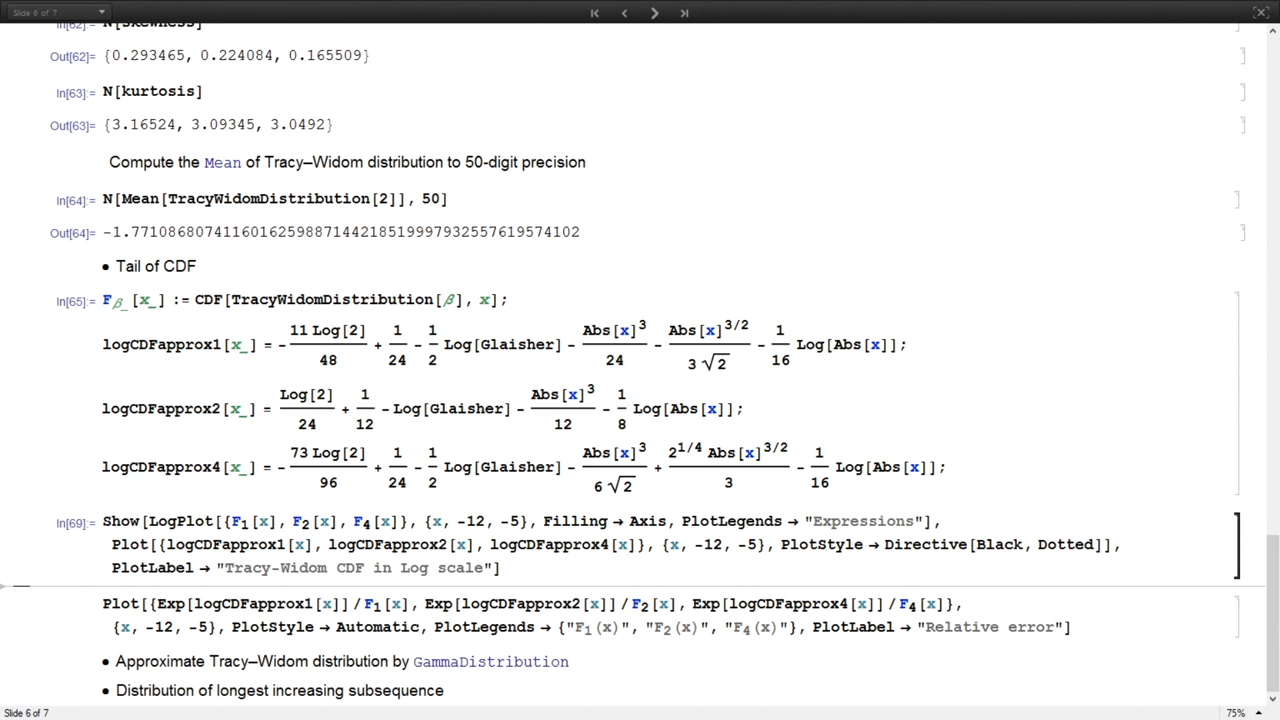 Slide 6 of 7
In[62]:= N[skewness]
Out[62]= {0.293465, 0.224084, 0.165509}
In[63]:= N[kurtosis]
Out[63]= {3.16524, 3.09345, 3.0492}
Compute the Mean of Tracy–Widom distribution to 50-digit precision
In[64]:= N[Mean[TracyWidomDistribution[2]], 50]
Out[64]= -1.7710868074116016259887144218519997932557619574102
• Tail of CDF
In[65]:= Fβ_[x_] := CDF[TracyWidomDistribution[β], x];
logCDFapprox1[x_] = - 11 Log[2]/48 + 1/24 - 1/2 Log[Glaisher] - Abs[x]^3/24 - Abs[x]^3/2/3 √2 - 1/16 Log[Abs[x]];
logCDFapprox2[x_] = Log[2]/24 + 1/12 - Log[Glaisher] - Abs[x]^3/12 - 1/8 Log[Abs[x]];
logCDFapprox4[x_] = - 73 Log[2]/96 + 1/24 - 1/2 Log[Glaisher] - Abs[x]^3/6 √2 + 2^1/4 Abs[x]^3/2/3 - 1/16 Log[Abs[x]];
In[69]:= Show[LogPlot[{F₁[x], F₂[x], F₄[x]}, {x, -12, -5}, Filling → Axis, PlotLegends → "Expressions"],
Plot[{logCDFapprox1[x], logCDFapprox2[x], logCDFapprox4[x]}, {x, -12, -5}, PlotStyle → Directive[Black, Dotted]],
PlotLabel → "Tracy-Widom CDF in Log scale"]
Plot[{Exp[logCDFapprox1[x]] / F₁[x], Exp[logCDFapprox2[x]] / F₂[x], Exp[logCDFapprox4[x]] / F₄[x]},
{x, -12, -5}, PlotStyle → Automatic, PlotLegends → {"F₁(x)", "F₂(x)", "F₄(x)"}, PlotLabel → "Relative error"]
• Approximate Tracy–Widom distribution by GammaDistribution
• Distribution of longest increasing subsequence
Slide 6 of 7
75%